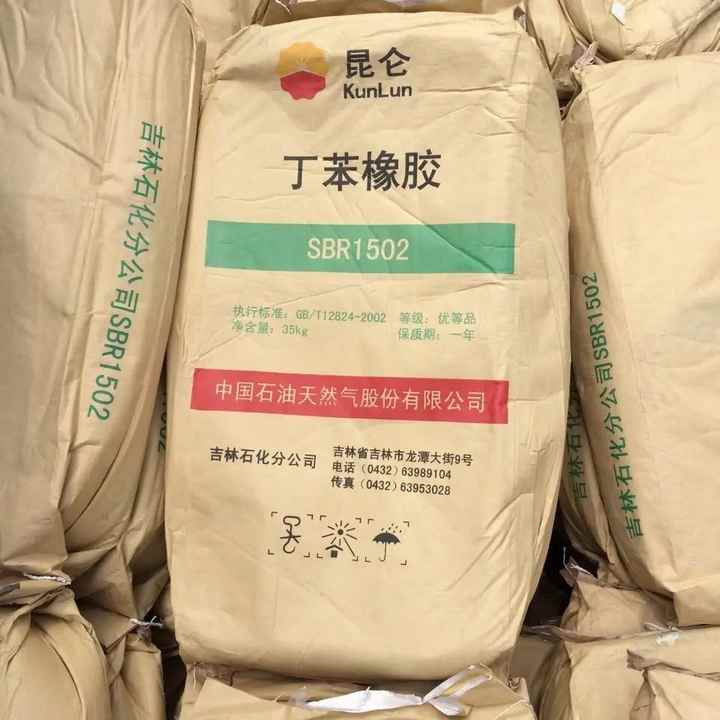 昆仑
KunLun
丁苯橡胶
SBR1502
执行标准：GB/T12824-2002 等级：优等品
净含量：35kg 保质期：一年
中国石油天然气股份有限公司
吉林石化分公司
吉林省吉林市龙潭大街9号
电话（0432）63989104
传真（0432）63953028
吉林石化分公司SBR1502
吉林石化分公司SBR1502